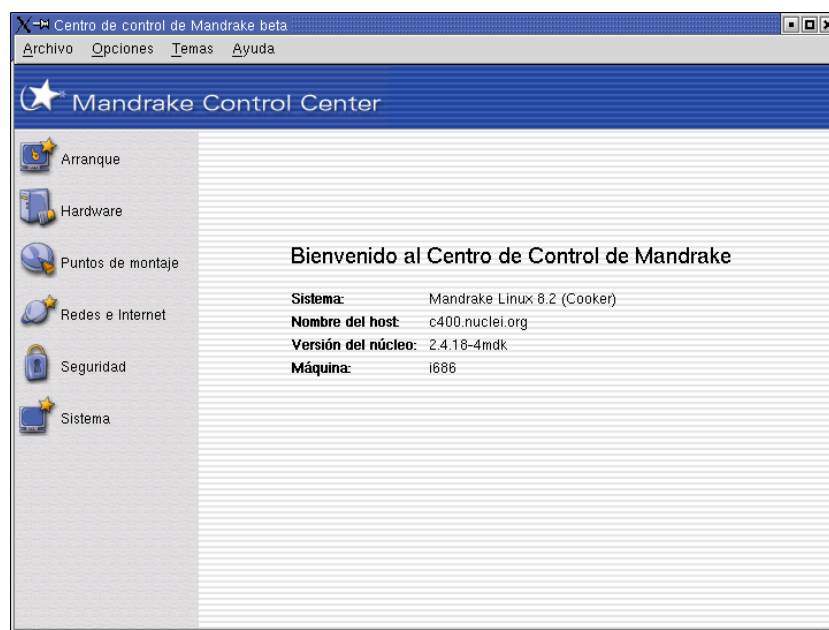 Centro de control de Mandrake beta
Archivo Opciones Temas Ayuda
Mandrake Control Center
Arranque
Hardware
Puntos de montaje
Redes e Internet
Seguridad
Sistema
Bienvenido al Centro de Control de Mandrake
Sistema: Mandrake Linux 8.2 (Cooker)
Nombre del host: c400.nuclei.org
Versión del núcleo: 2.4.18-4mdk
Máquina: i686